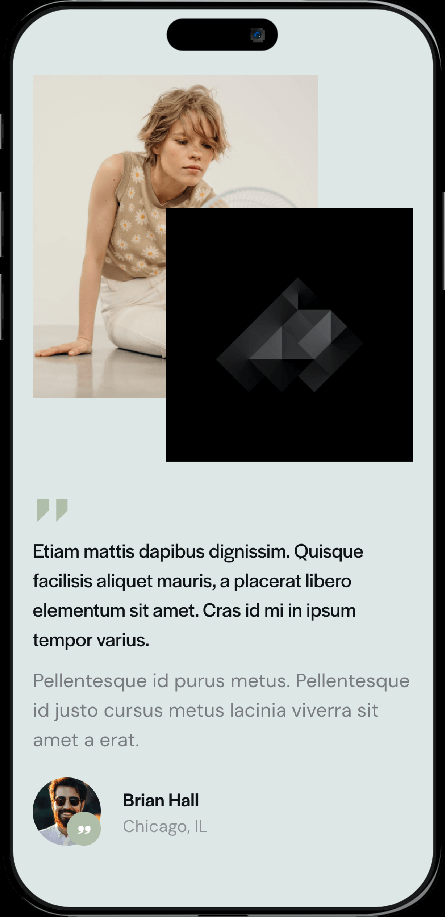 Etiam mattis dapibus dignissim. Quisque
facilisis aliquet mauris, a placerat libero
elementum sit amet. Cras id mi in ipsum
tempor varius.
Pellentesque id purus metus. Pellentesque
id justo cursus metus lacinia viverra sit
amet a erat.
Brian Hall
Chicago, IL